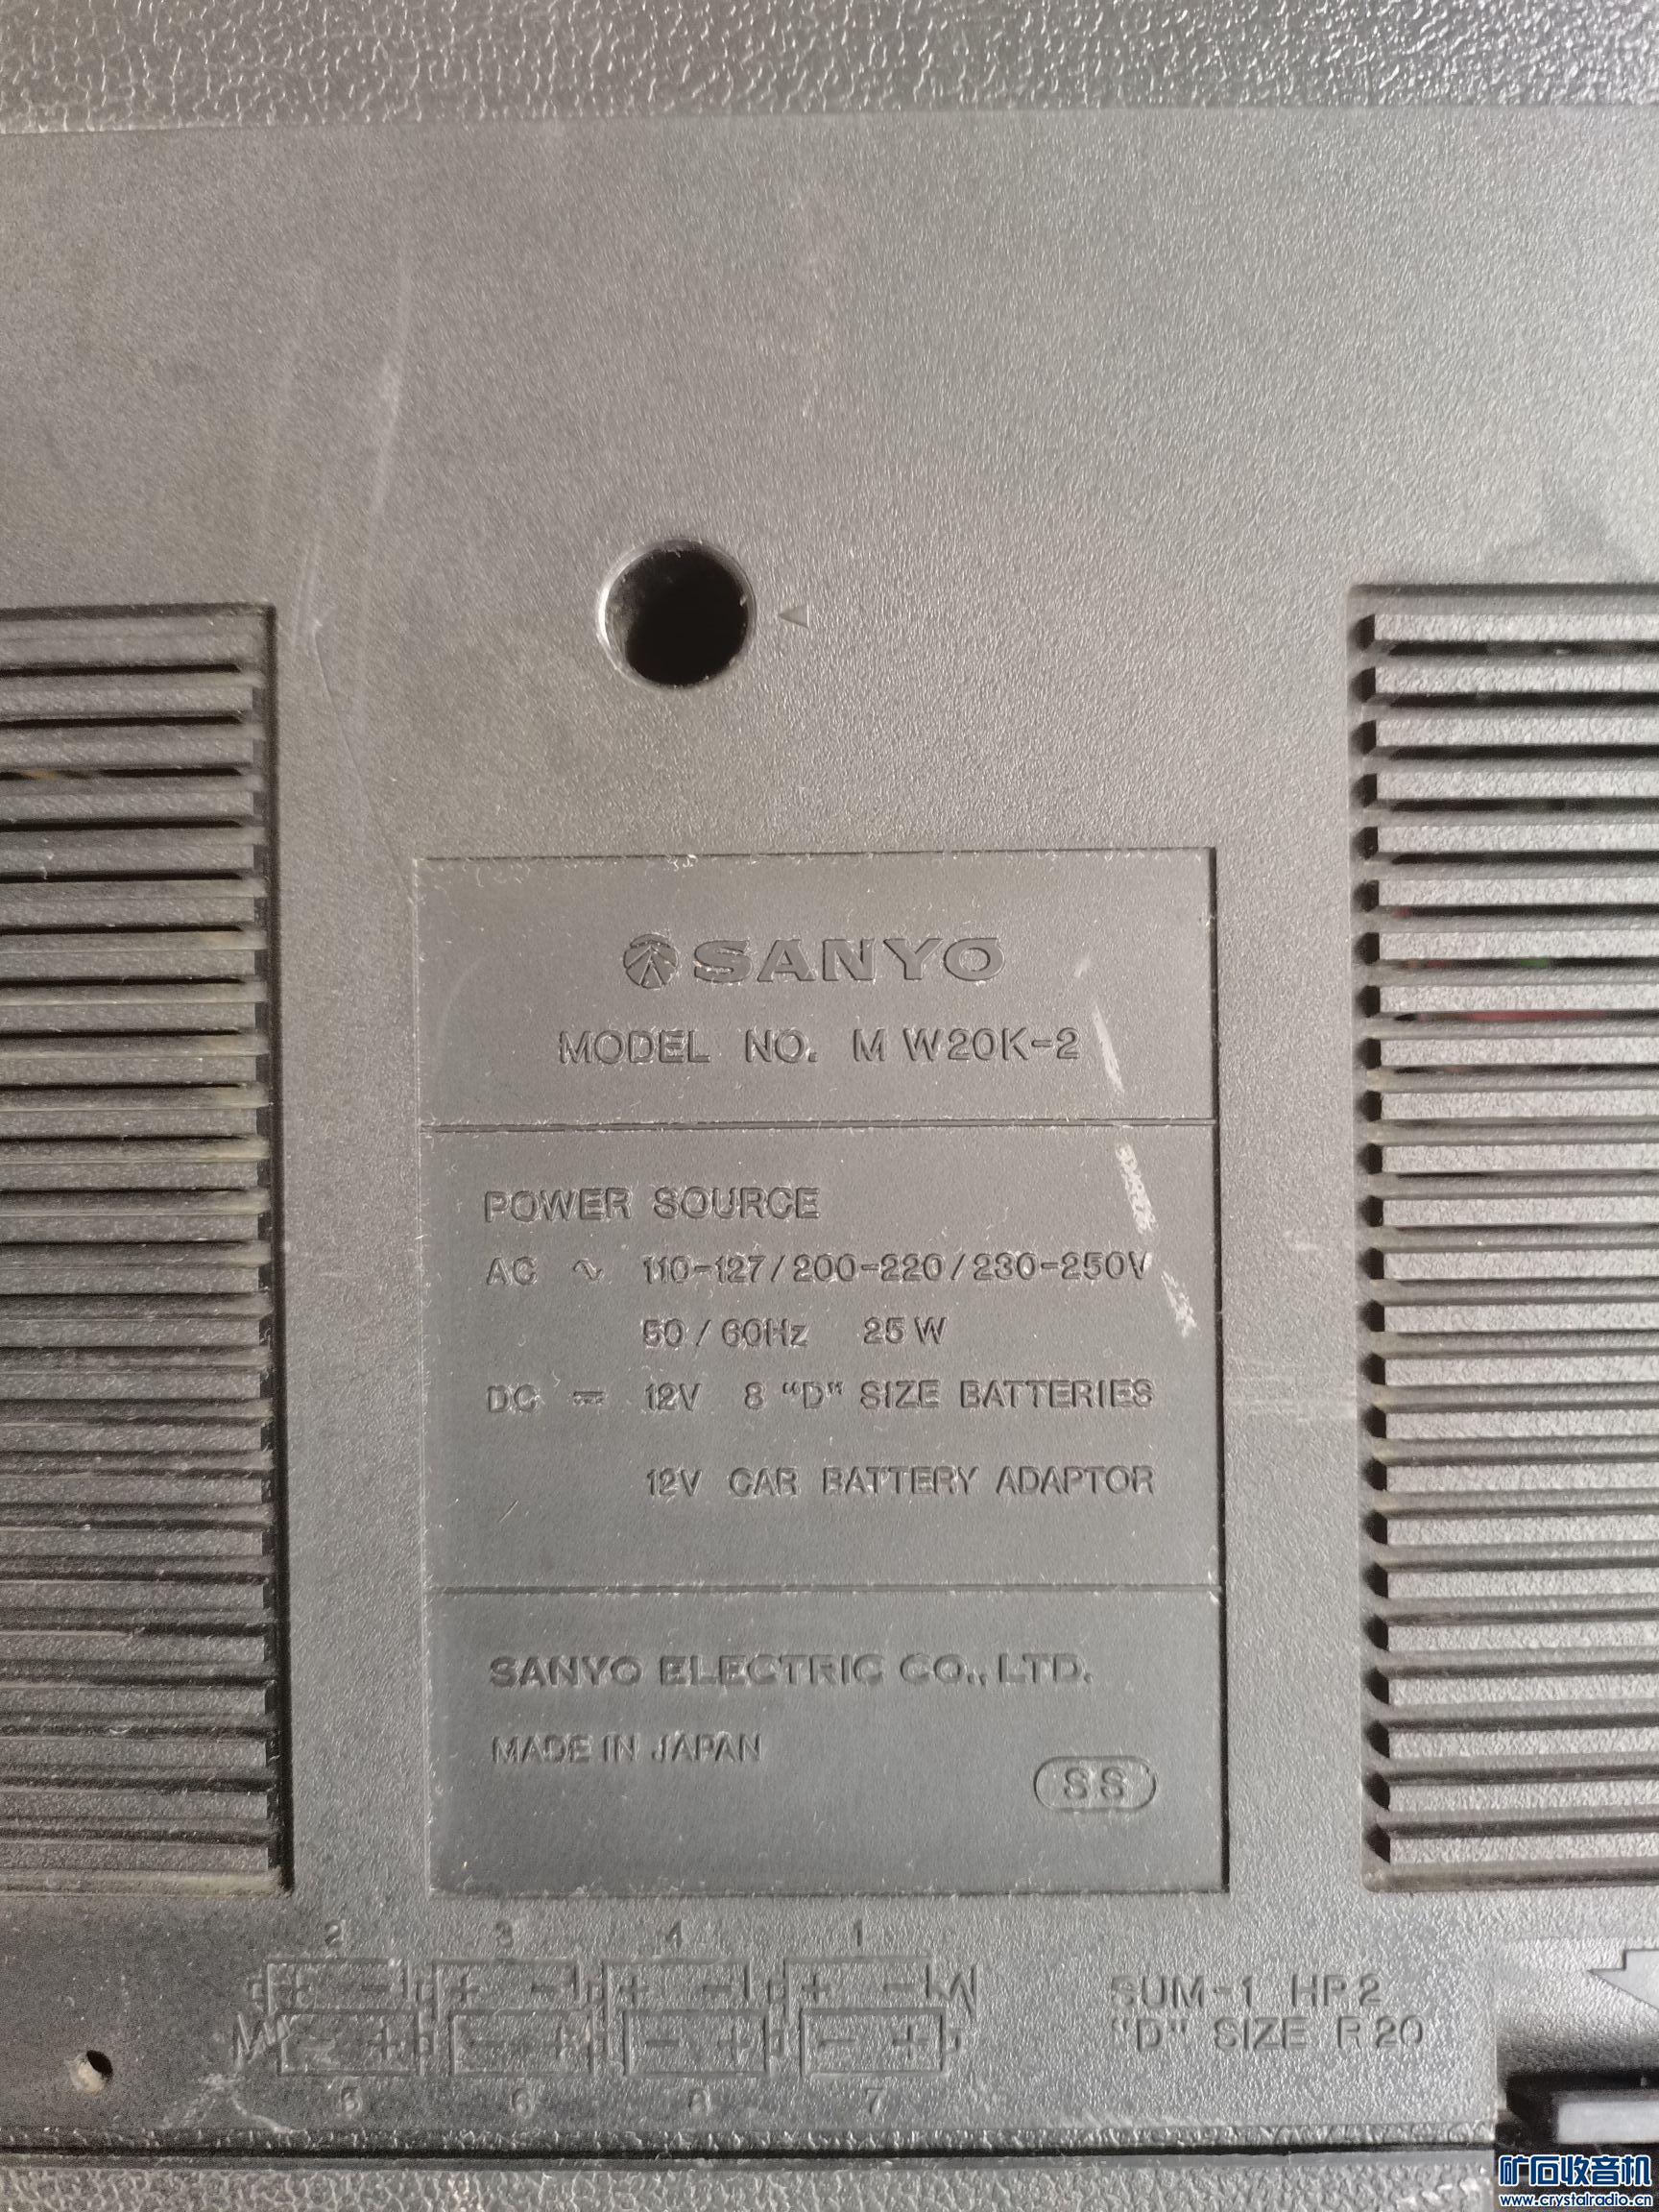 SANYO
MODEL NO. M W20K-2
POWER SOURCE
AC ∿ 110-127/200-220/230-250V
50/60Hz 25W
DC ⎓ 12V 8 "D" SIZE BATTERIES
12V CAR BATTERY ADAPTOR
SANYO ELECTRIC CO., LTD.
MADE IN JAPAN
SS
2 3 4 1
+ - + - + - + -
- + - + - + - +
5 6 8 7
SUM-1 HP2
"D" SIZE R20
矿石收音机
www.crystalradio.cn